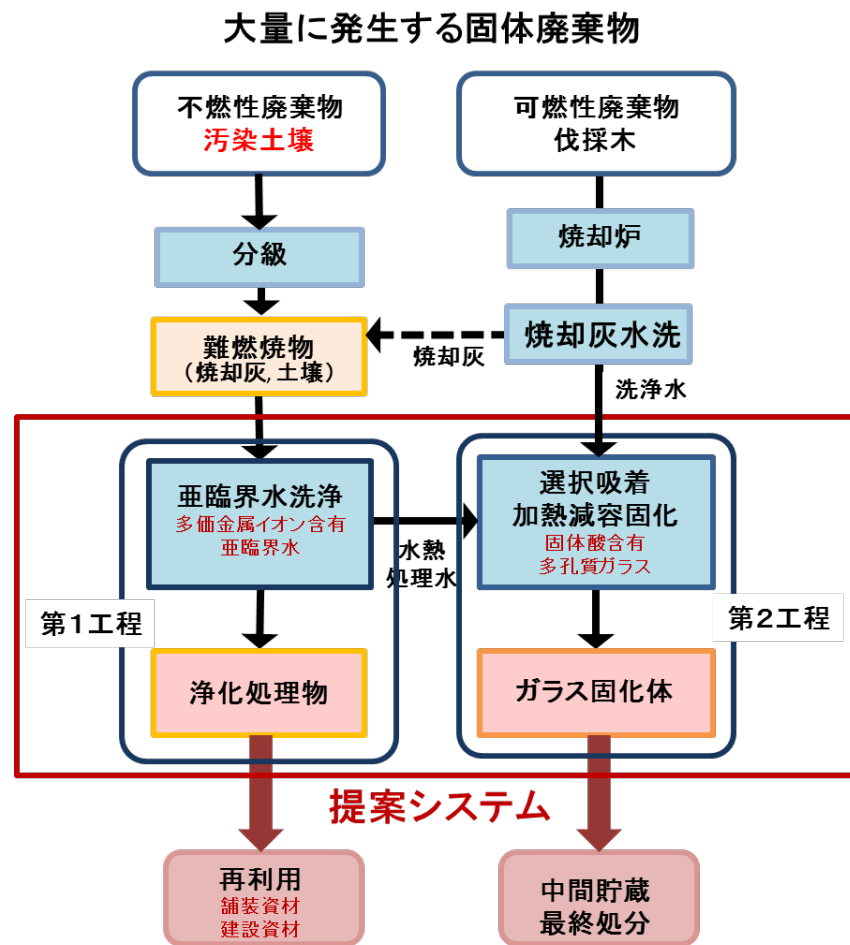 大量に発生する固体廃棄物
不燃性廃棄物
汚染土壌
可燃性廃棄物
伐採木
分級
焼却炉
難燃焼物
(焼却灰,土壌)
焼却灰
焼却灰水洗
洗浄水
亜臨界水洗浄
多価金属イオン含有
亜臨界水
水熱
処理水
選択吸着
加熱減容固化
固体酸含有
多孔質ガラス
第1工程
第2工程
浄化処理物
ガラス固化体
提案システム
再利用
舗装資材
建設資材
中間貯蔵
最終処分